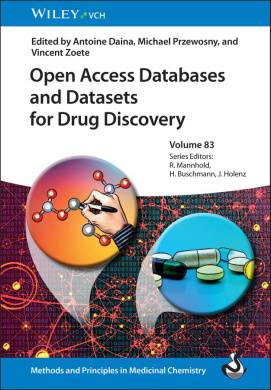 WILEY-VCH
Edited by Antoine Daina, Michael Przewosny, and
Vincent Zoete
Open Access Databases
and Datasets
for Drug Discovery
Volume 83
Series Editors:
R. Mannhold,
H. Buschmann, J. Holenz
Methods and Principles in Medicinal Chemistry